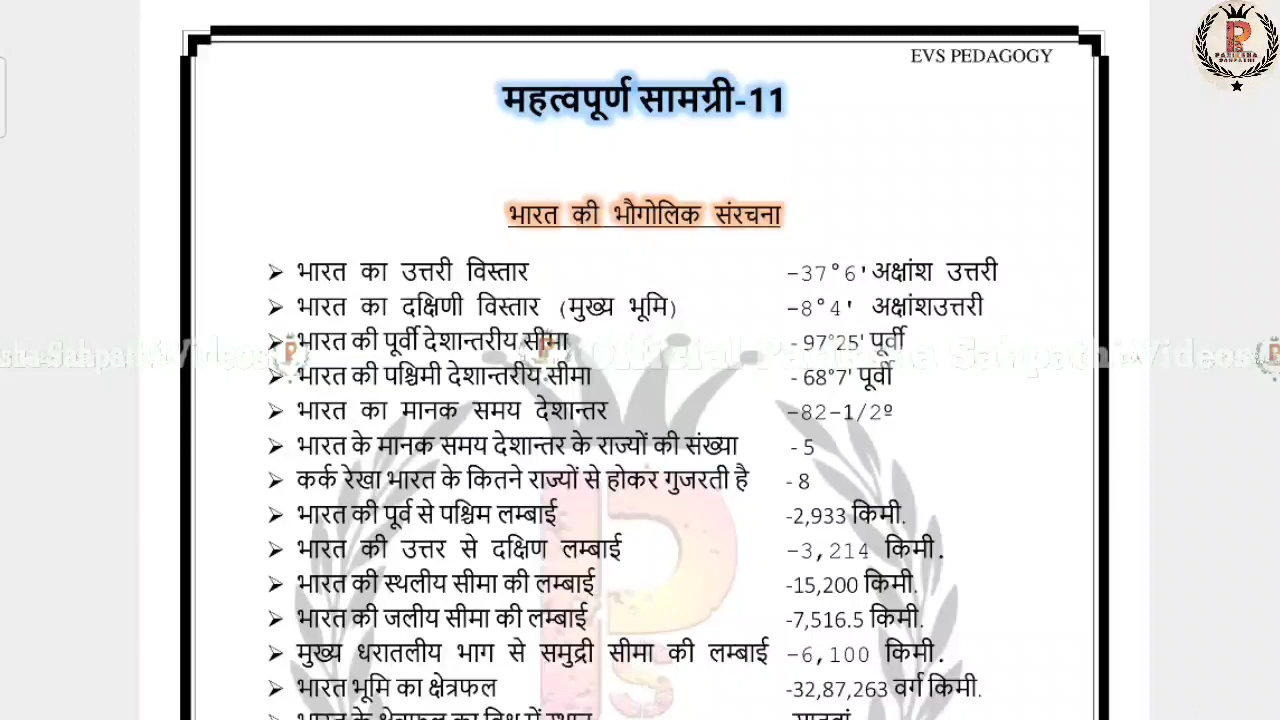 EVS PEDAGOGY
महत्वपूर्ण सामग्री-11
भारत की भौगोलिक संरचना
➢ भारत का उत्तरी विस्तार -37°6'अक्षांश उत्तरी
➢ भारत का दक्षिणी विस्तार (मुख्य भूमि) -8°4' अक्षांशउत्तरी
➢ भारत की पूर्वी देशान्तरीय सीमा - 97°25' पूर्वी
➢ भारत की पश्चिमी देशान्तरीय सीमा - 68°7' पूर्वी
➢ भारत का मानक समय देशान्तर -82-1/2º
➢ भारत के मानक समय देशान्तर के राज्यों की संख्या - 5
➢ कर्क रेखा भारत के कितने राज्यों से होकर गुजरती है - 8
➢ भारत की पूर्व से पश्चिम लम्बाई -2,933 किमी.
➢ भारत की उत्तर से दक्षिण लम्बाई -3,214 किमी.
➢ भारत की स्थलीय सीमा की लम्बाई -15,200 किमी.
➢ भारत की जलीय सीमा की लम्बाई -7,516.5 किमी.
➢ मुख्य धरातलीय भाग से समुद्री सीमा की लम्बाई -6,100 किमी.
➢ भारत भूमि का क्षेत्रफल -32,87,263 वर्ग किमी.